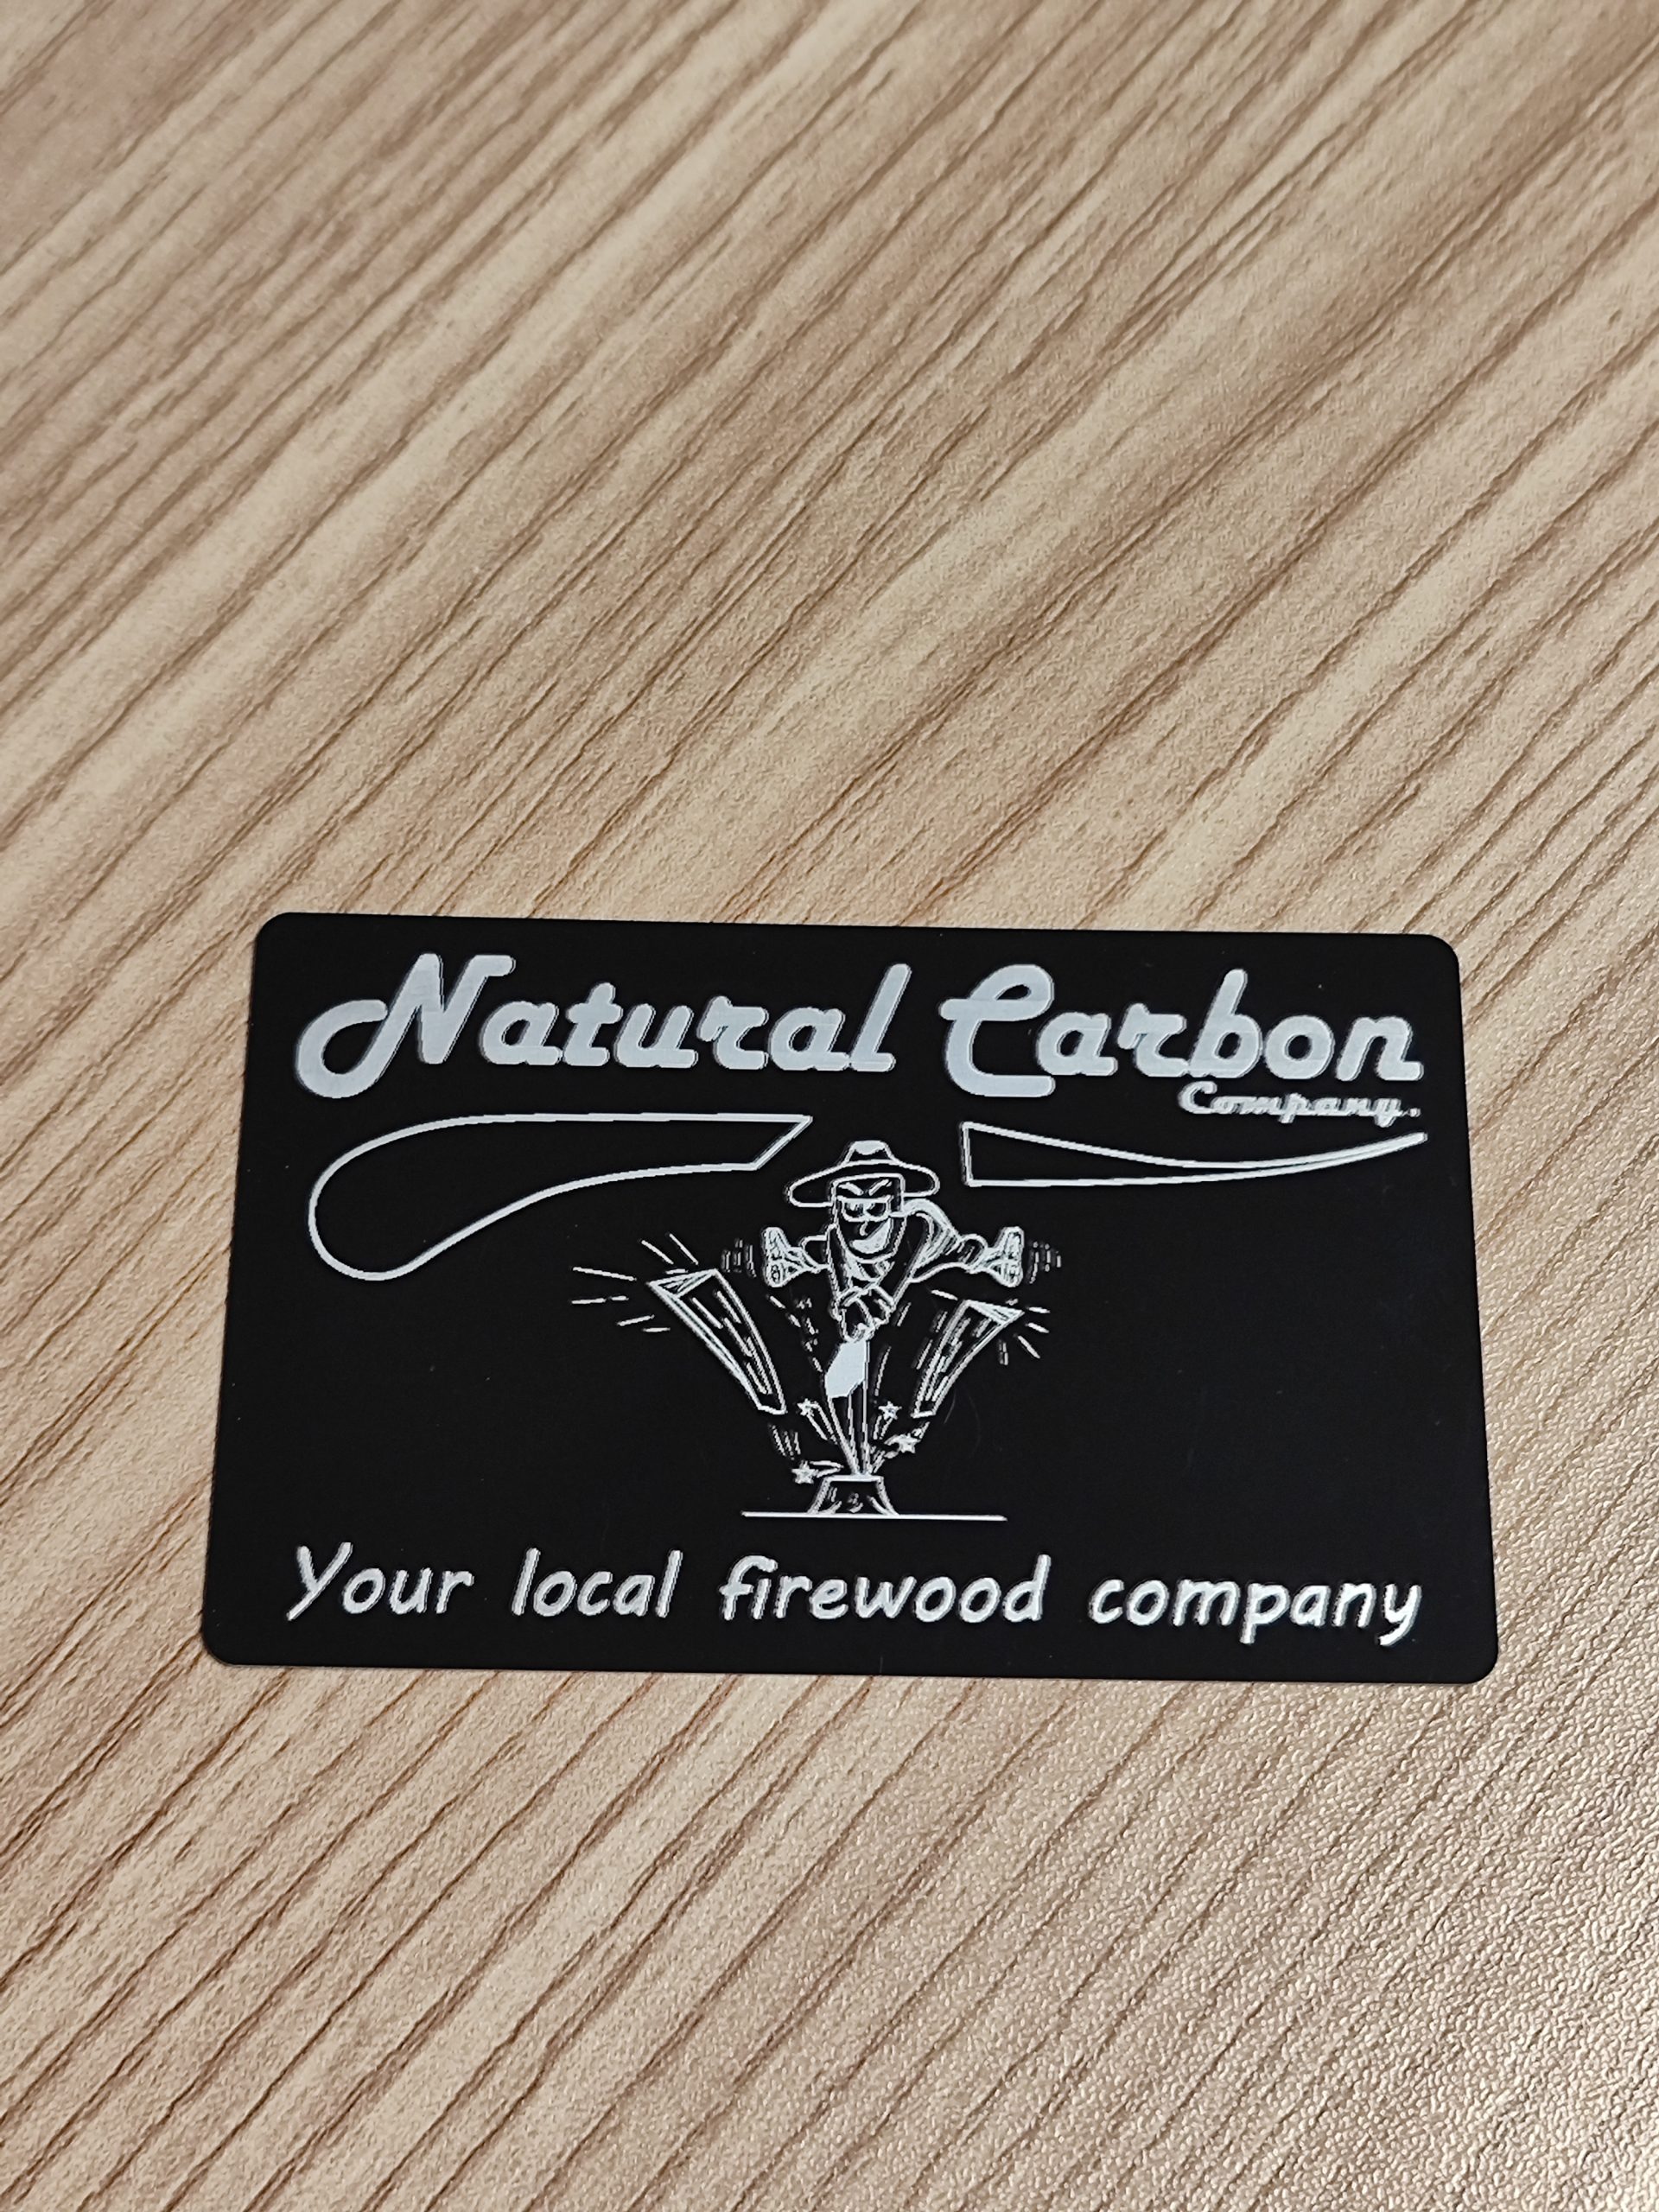 Natural Carbon
Company.
Your local firewood company